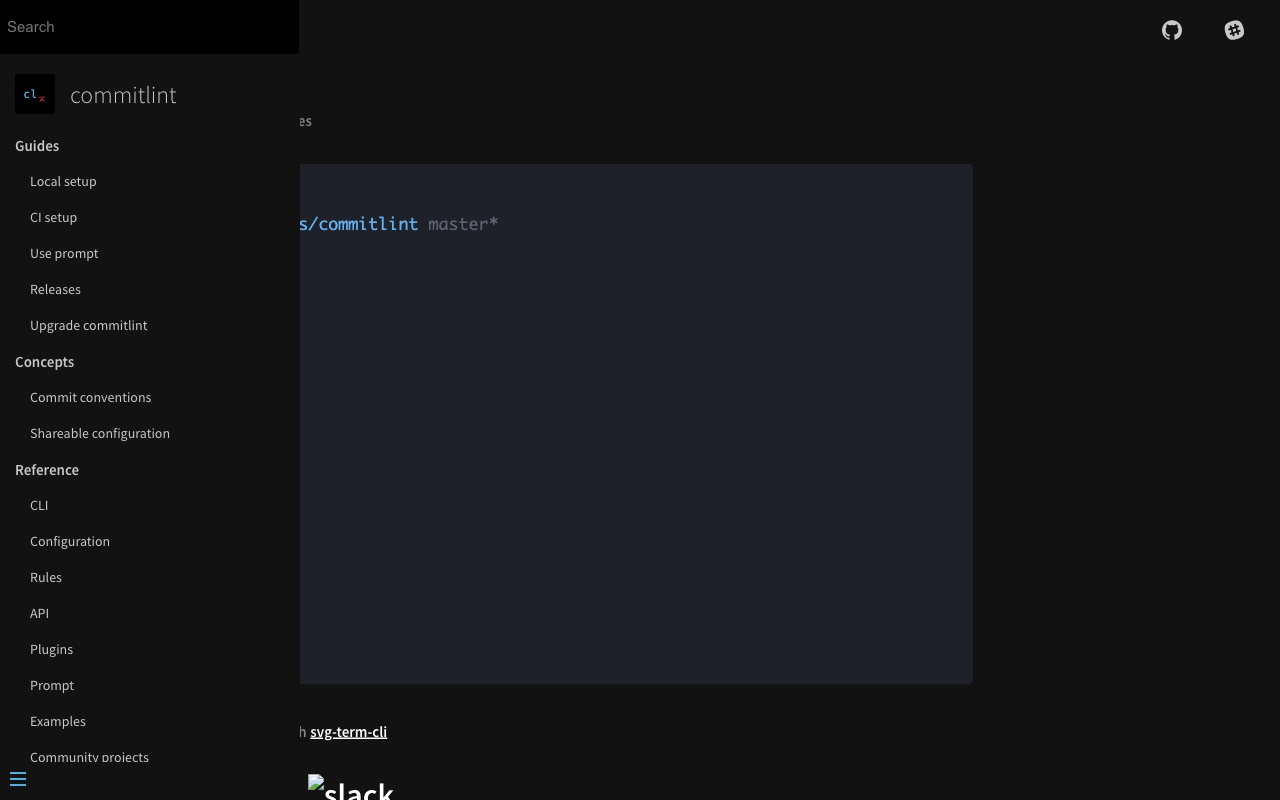 Search
cl
commitlint
Guides
Local setup
CI setup
Use prompt
Releases
Upgrade commitlint
Concepts
Commit conventions
Shareable configuration
Reference
CLI
Configuration
Rules
API
Plugins
Prompt
Examples
Community projects
es
s/commitlint master*
h svg-term-cli
slack